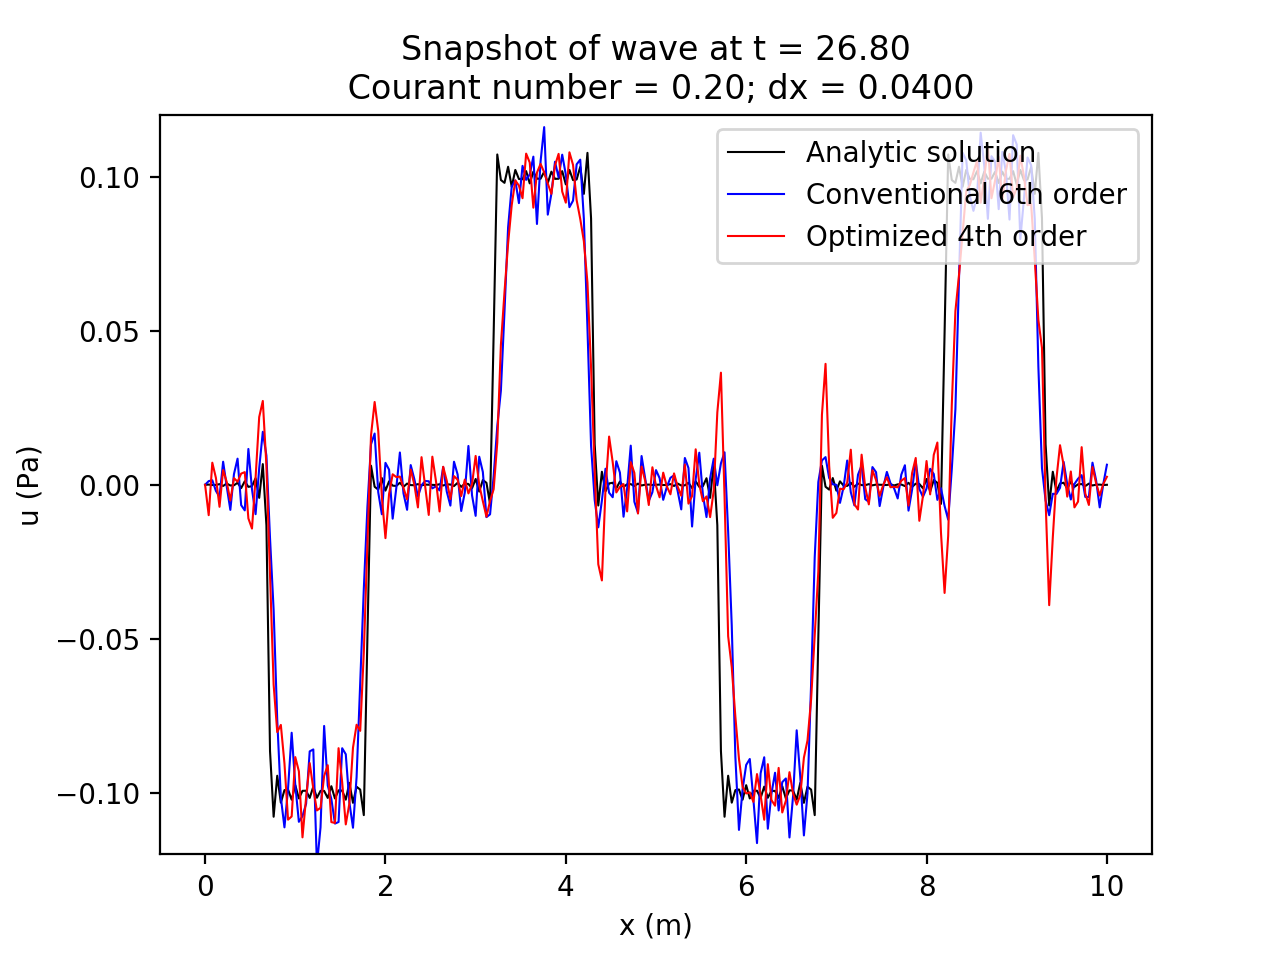 Snapshot of wave at t = 26.80
Courant number = 0.20; dx = 0.0400
Analytic solution
Conventional 6th order
Optimized 4th order
0.10
0.05
0.00
−0.05
−0.10
u (Pa)
0 2 4 6 8 10
x (m)